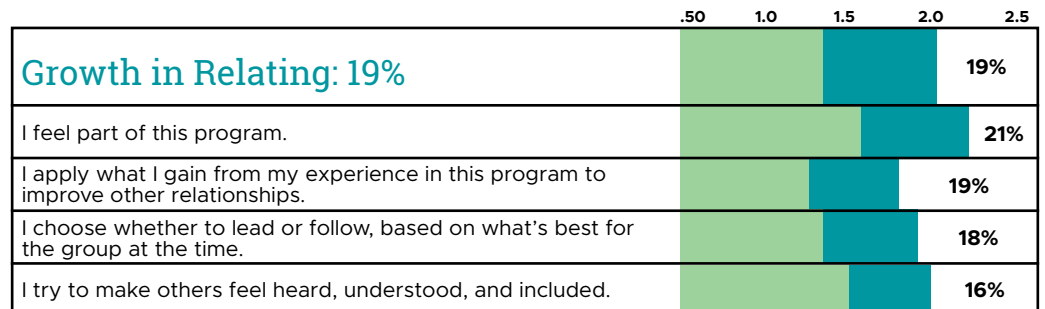 .50 1.0 1.5 2.0 2.5
Growth in Relating: 19% 19%
I feel part of this program. 21%
I apply what I gain from my experience in this program to
improve other relationships. 19%
I choose whether to lead or follow, based on what’s best for
the group at the time. 18%
I try to make others feel heard, understood, and included. 16%